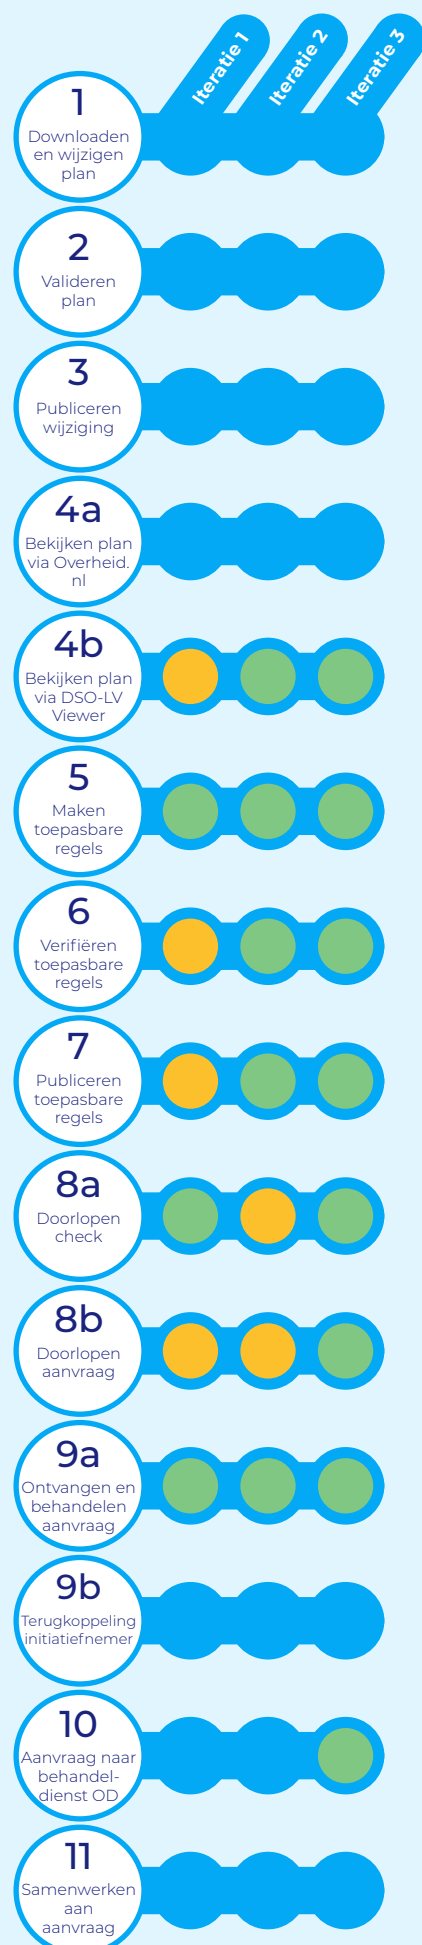 Iteratie 1
Iteratie 2
Iteratie 3
1
Downloaden
en wijzigen
plan
2
Valideren
plan
3
Publiceren
wijziging
4a
Bekijken plan
via Overheid.
nl
4b
Bekijken plan
via DSO-LV
Viewer
5
Maken
toepasbare
regels
6
Verifiëren
toepasbare
regels
7
Publiceren
toepasbare
regels
8a
Doorlopen
check
8b
Doorlopen
aanvraag
9a
Ontvangen en
behandelen
aanvraag
9b
Terugkoppeling
initiatiefnemer
10
Aanvraag naar
behandel-
dienst OD
11
Samenwerken
aan
aanvraag